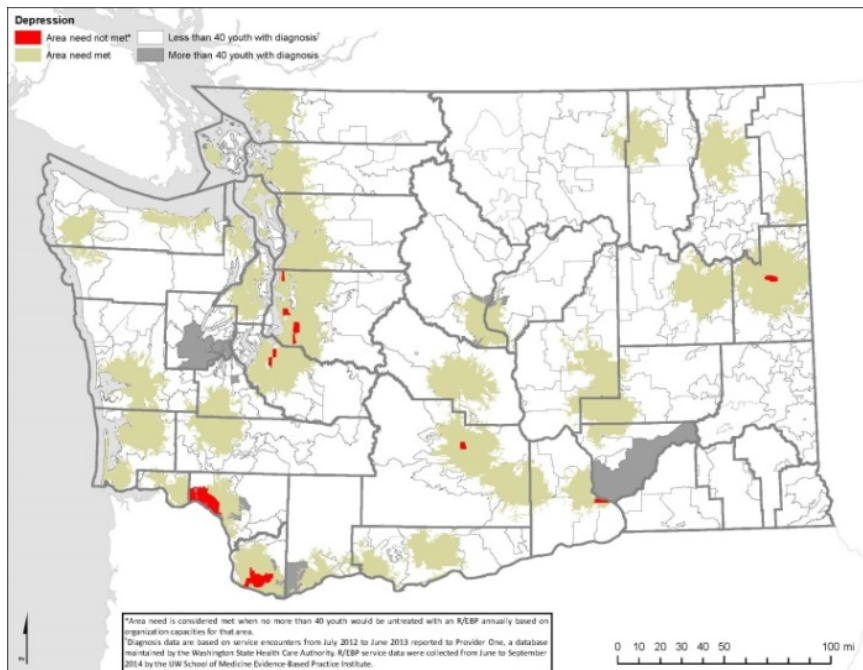 Depression
Area need not met*
Less than 40 youth with diagnosis†
Area need met
More than 40 youth with diagnosis
*Area need is considered met when no more than 40 youth would be untreated with an R/EBP annually based on
organization capacities for that area.
†Diagnosis data are based on service encounters from July 2012 to June 2013 reported to Provider One, a database
maintained by the Washington State Health Care Authority. R/EBP service data were collected from June to September
2014 by the UW School of Medicine Evidence-Based Practice Institute.
0 10 20 40 60 80 100 mi